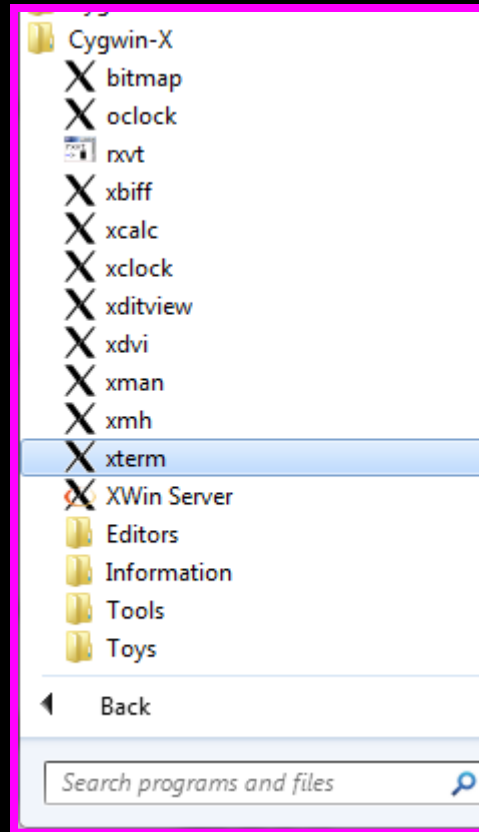 Cygwin-X
bitmap
oclock
rxvt
xbiff
xcalc
xclock
xditview
xdvi
xman
xmh
xterm
XWin Server
Editors
Information
Tools
Toys
Back
Search programs and files